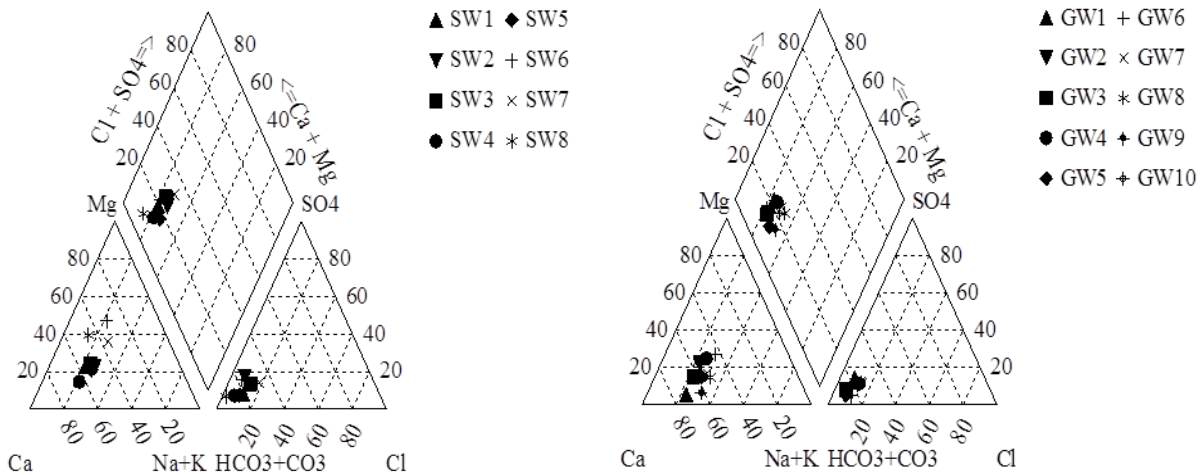 SW1 SW5
SW2 SW6
SW3 SW7
SW4 SW8
80 80
60 60
40 40
20 20
Cl + SO4=>
<=Ca + Mg
Mg SO4
80 80
60 60
40 40
20 20
80 60 40 20 20 40 60 80
Ca Na+K HCO3+CO3 Cl
GW1 GW6
GW2 GW7
GW3 GW8
GW4 GW9
GW5 GW10
80 80
60 60
40 40
20 20
Cl + SO4=>
<=Ca + Mg
Mg SO4
80 80
60 60
40 40
20 20
80 60 40 20 20 40 60 80
Ca Na+K HCO3+CO3 Cl